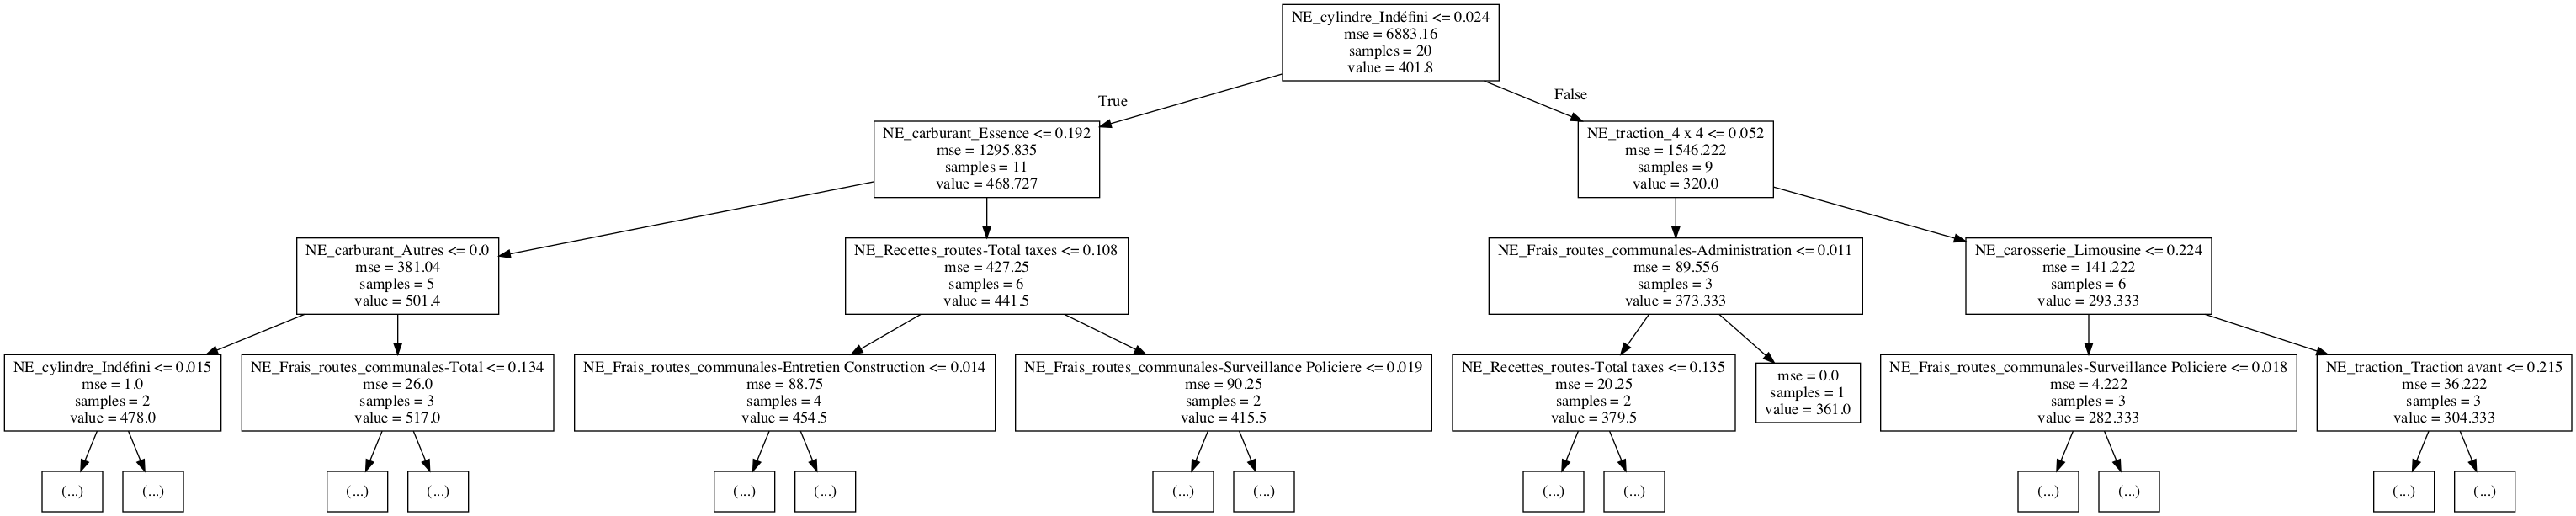 NE_cylindre_Indéfini <= 0.024
mse = 6883.16
samples = 20
value = 401.8
True
False
NE_carburant_Essence <= 0.192
mse = 1295.835
samples = 11
value = 468.727
NE_traction_4 x 4 <= 0.052
mse = 1546.222
samples = 9
value = 320.0
NE_carburant_Autres <= 0.0
mse = 381.04
samples = 5
value = 501.4
NE_Recettes_routes-Total taxes <= 0.108
mse = 427.25
samples = 6
value = 441.5
NE_Frais_routes_communales-Administration <= 0.011
mse = 89.556
samples = 3
value = 373.333
NE_carosserie_Limousine <= 0.224
mse = 141.222
samples = 6
value = 293.333
NE_cylindre_Indéfini <= 0.015
mse = 1.0
samples = 2
value = 478.0
NE_Frais_routes_communales-Total <= 0.134
mse = 26.0
samples = 3
value = 517.0
NE_Frais_routes_communales-Entretien Construction <= 0.014
mse = 88.75
samples = 4
value = 454.5
NE_Frais_routes_communales-Surveillance Policiere <= 0.019
mse = 90.25
samples = 2
value = 415.5
NE_Recettes_routes-Total taxes <= 0.135
mse = 20.25
samples = 2
value = 379.5
mse = 0.0
samples = 1
value = 361.0
NE_Frais_routes_communales-Surveillance Policiere <= 0.018
mse = 4.222
samples = 3
value = 282.333
NE_traction_Traction avant <= 0.215
mse = 36.222
samples = 3
value = 304.333
(...)
(...)
(...)
(...)
(...)
(...)
(...)
(...)
(...)
(...)
(...)
(...)
(...)
(...)